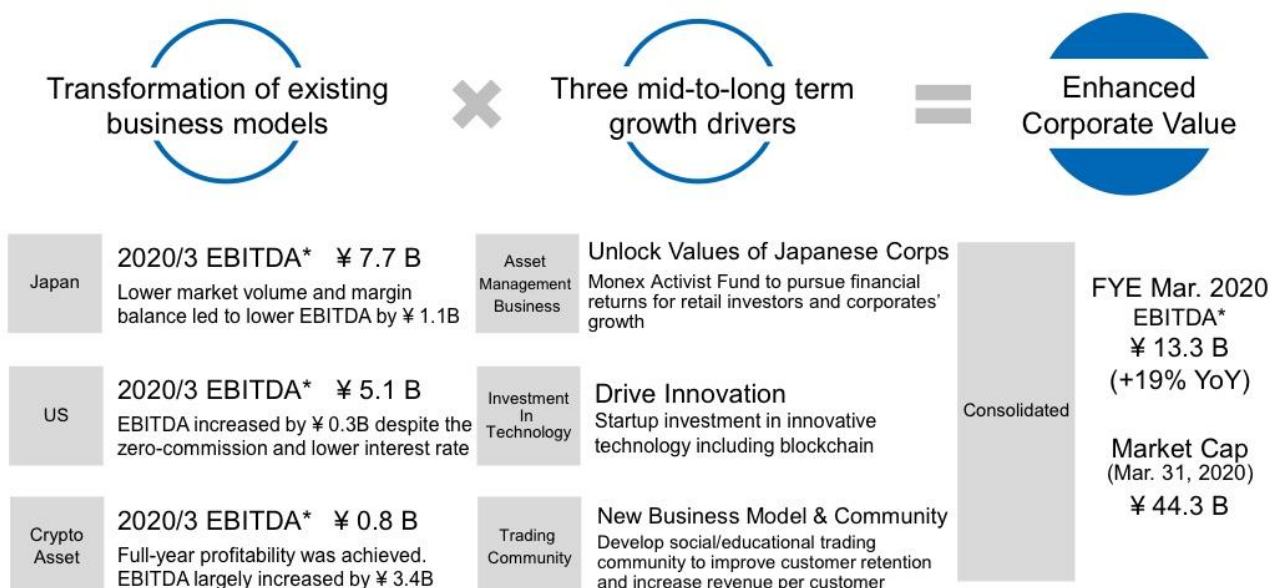 Transformation of existing
business models
Three mid-to-long term
growth drivers
Enhanced
Corporate Value
Japan
2020/3 EBITDA* ¥ 7.7 B
Lower market volume and margin
balance led to lower EBITDA by ¥ 1.1B
US
2020/3 EBITDA* ¥ 5.1 B
EBITDA increased by ¥ 0.3B despite the
zero-commission and lower interest rate
Crypto
Asset
2020/3 EBITDA* ¥ 0.8 B
Full-year profitability was achieved.
EBITDA largely increased by ¥ 3.4B
Asset
Management
Business
Unlock Values of Japanese Corps
Monex Activist Fund to pursue financial
returns for retail investors and corporates’
growth
Investment
In
Technology
Drive Innovation
Startup investment in innovative
technology including blockchain
Trading
Community
New Business Model & Community
Develop social/educational trading
community to improve customer retention
and increase revenue per customer
Consolidated
FYE Mar. 2020
EBITDA*
¥ 13.3 B
(+19% YoY)
Market Cap
(Mar. 31, 2020)
¥ 44.3 B